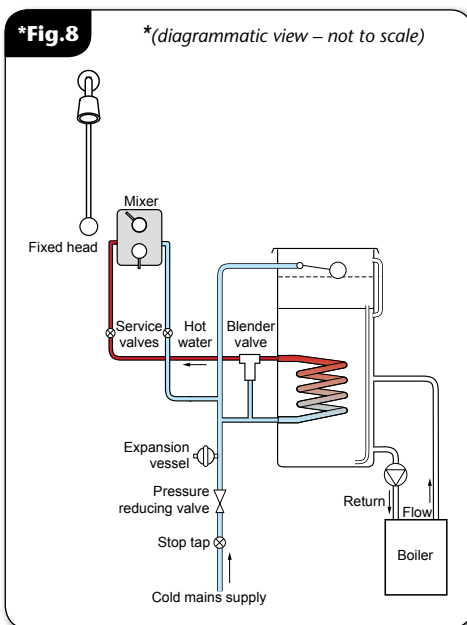 *Fig.8
*(diagrammatic view – not to scale)
Mixer
Fixed head
Service
valves
Hot
water
Blender
valve
Expansion
vessel
Pressure
reducing valve
Stop tap
Return
Flow
Boiler
Cold mains supply